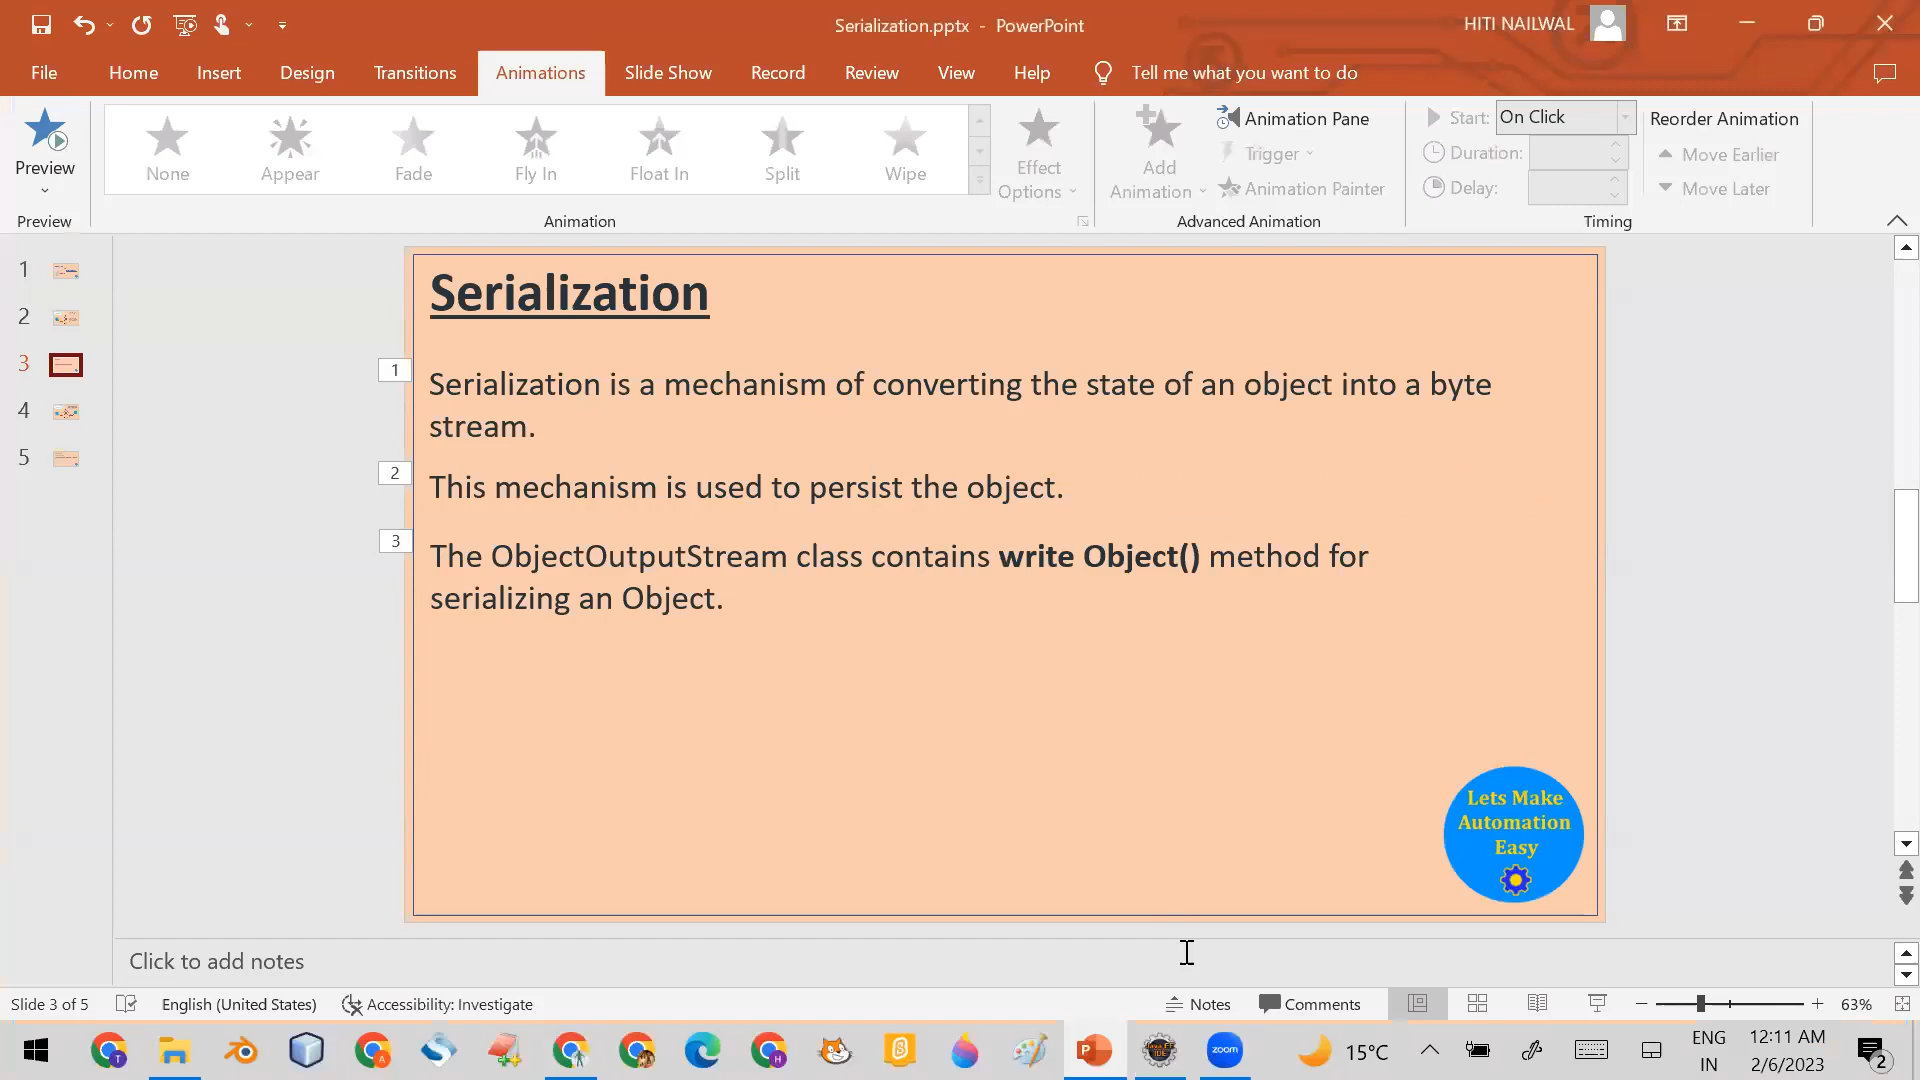 Serialization.pptx - PowerPoint
HITI NAILWAL
File Home Insert Design Transitions Animations Slide Show Record Review View Help Tell me what you want to do
Preview
None Appear Fade Fly In Float In Split Wipe
Effect Options
Add Animation
Animation Pane
Trigger
Animation Painter
Start: On Click
Duration:
Delay:
Reorder Animation
Move Earlier
Move Later
Preview Animation Advanced Animation Timing
1
2
3
4
5
Serialization
1
Serialization is a mechanism of converting the state of an object into a byte
stream.
2
This mechanism is used to persist the object.
3
The ObjectOutputStream class contains write Object() method for
serializing an Object.
Lets Make
Automation
Easy
Click to add notes
Slide 3 of 5 English (United States) Accessibility: Investigate Notes Comments 63%
zoom
15°C
ENG
IN
12:11 AM
2/6/2023
2